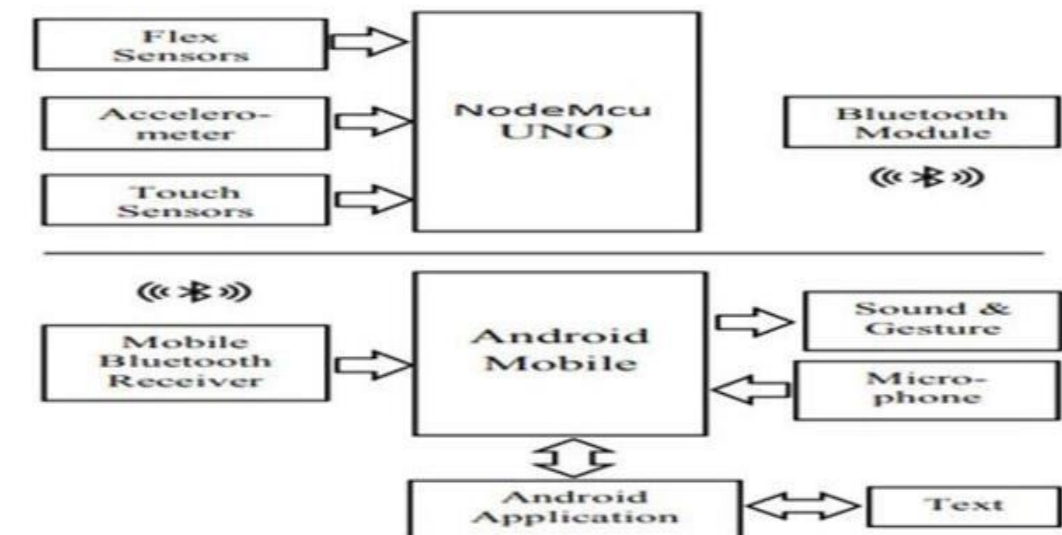 Flex
Sensors
Accelero-
meter
Touch
Sensors
NodeMcu
UNO
Bluetooth
Module
Mobile
Bluetooth
Receiver
Android
Mobile
Sound &
Gesture
Micro-
phone
Android
Application
Text